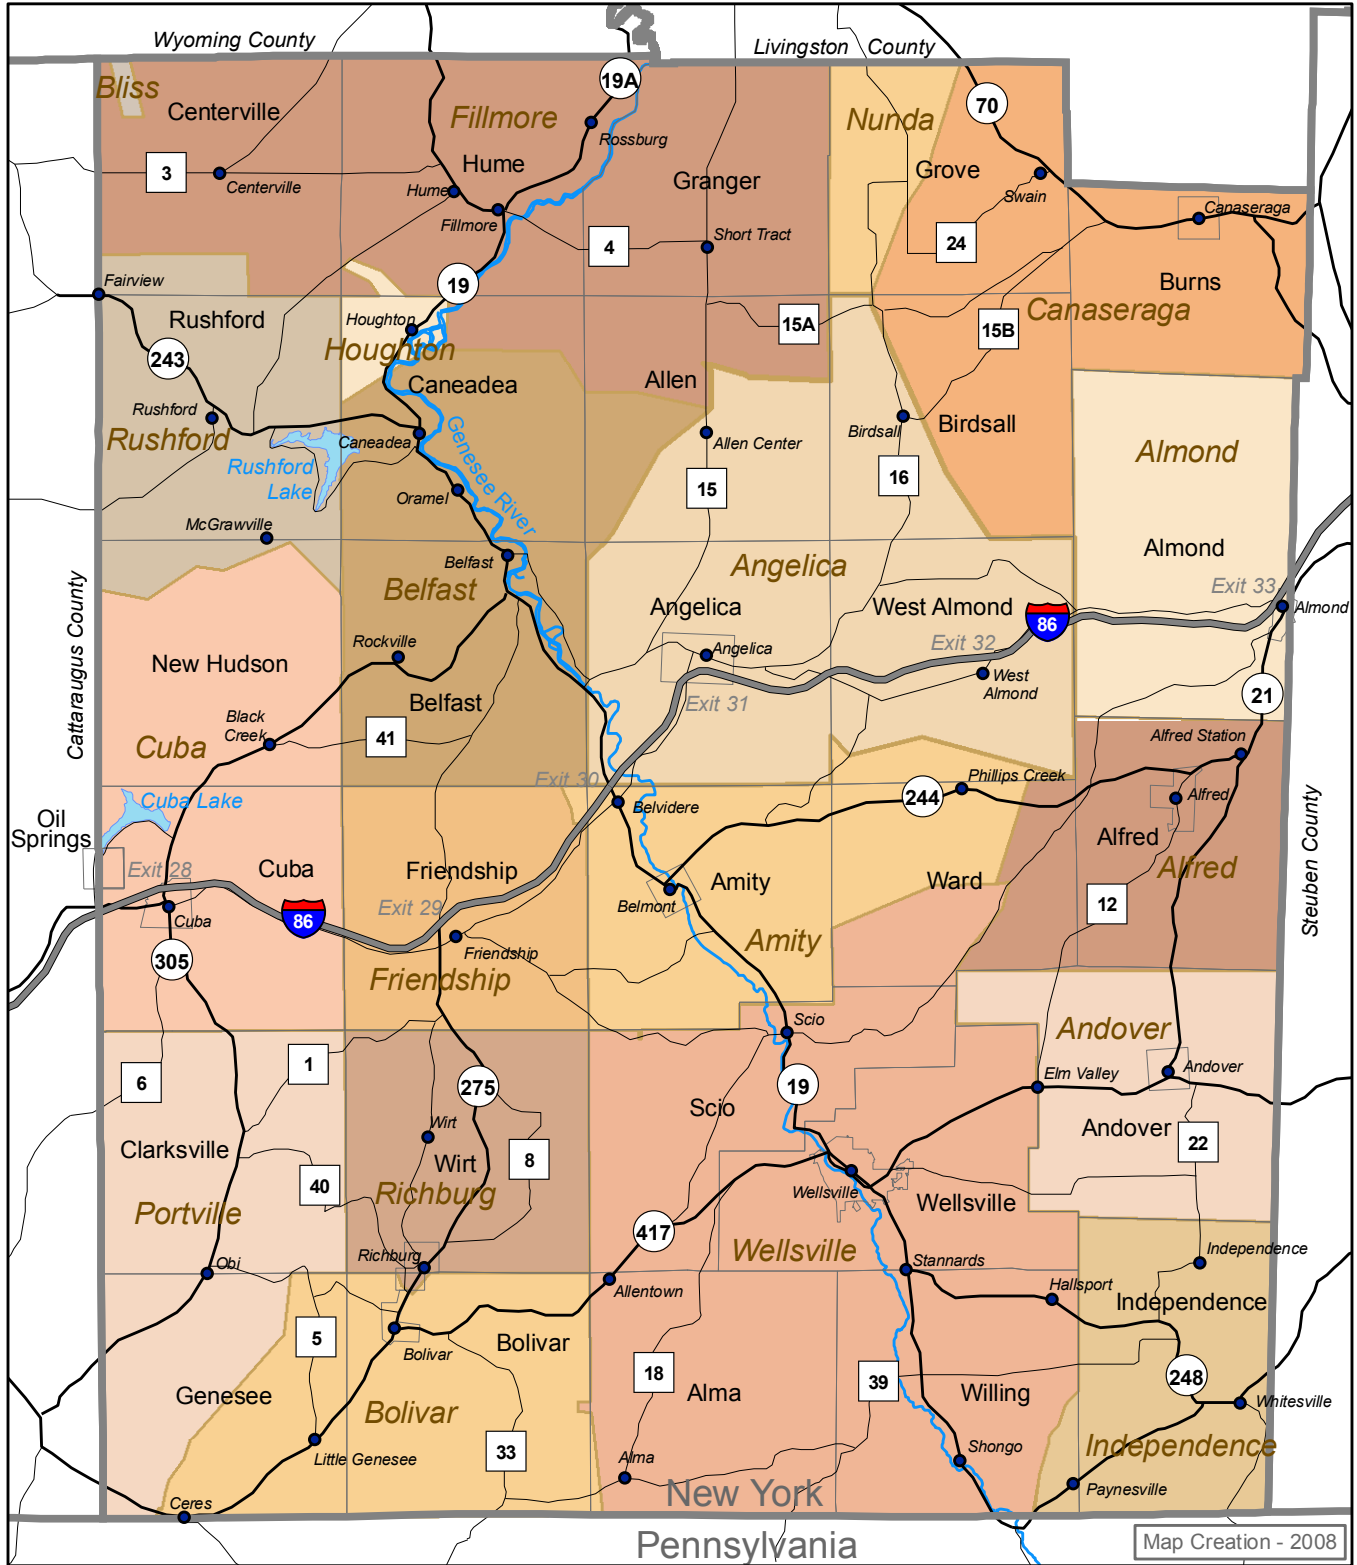 Wyoming County
Livingston County
Bliss
Centerville
Fillmore
19A
Rossburg
Nunda
70
Hume
Grove
3
Centerville
Hume
Granger
Swain
Fillmore
4
Short Tract
24
Canaseraga
Fairview
19
Burns
Canaseraga
Rushford
Houghton
15A
15B
Houghton
243
Caneadea
Allen
Rushford
Rushford
Caneadea
Genesee River
Allen Center
Birdsall
Birdsall
Almond
Rushford
Lake
Oramel
15
16
McGrawville
Almond
Belfast
Belfast
Angelica
Exit 33
Almond
Cattaraugus County
Angelica
West Almond
86
New Hudson
Rockville
Angelica
Exit 32
West
Almond
Belfast
Exit 31
21
Black
Creek
41
Cuba
Alfred Station
Exit 30
Phillips Creek
Cuba Lake
Belvidere
244
Alfred
Oil
Springs
Alfred
Exit 28
Cuba
Friendship
Amity
Ward
Alfred
Steuben County
Cuba
86
Exit 29
Belmont
12
305
Friendship
Amity
Friendship
Scio
Andover
1
6
275
19
Elm Valley
Andover
Scio
Wirt
Andover
22
Clarksville
Wirt
8
40
Richburg
Wellsville
Wellsville
Portville
417
Wellsville
Obi
Richburg
Stannards
Independence
Allentown
Hallsport
Independence
5
Bolivar
Bolivar
18
39
248
Genesee
Alma
Willing
Whitesville
Bolivar
Little Genesee
33
Alma
Shongo
Independence
Paynesville
Ceres
New York
Pennsylvania
Map Creation - 2008